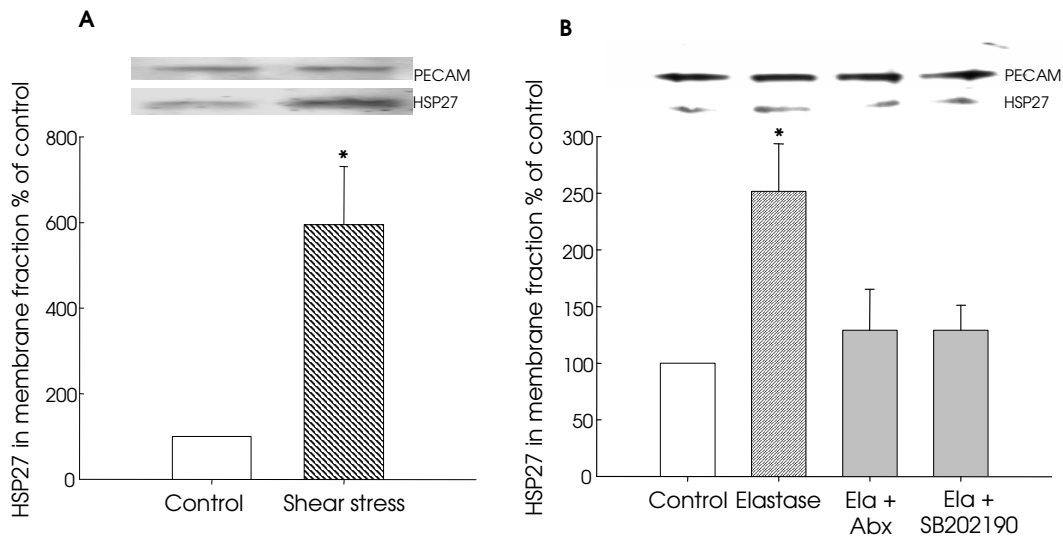 A
PECAM
HSP27
HSP27 in membrane fraction % of control
800
600
400
200
0
*
Control
Shear stress
B
PECAM
HSP27
HSP27 in membrane fraction % of control
300
250
200
150
100
50
0
*
Control
Elastase
Ela +
Abx
Ela +
SB202190